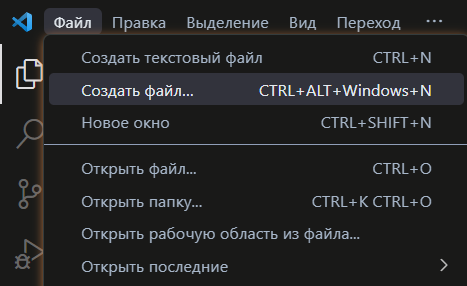 Файл Правка Выделение Вид Переход ···
Создать текстовый файл CTRL+N
Создать файл... CTRL+ALT+Windows+N
Новое окно CTRL+SHIFT+N
Открыть файл... CTRL+O
Открыть папку... CTRL+K CTRL+O
Открыть рабочую область из файла...
Открыть последние